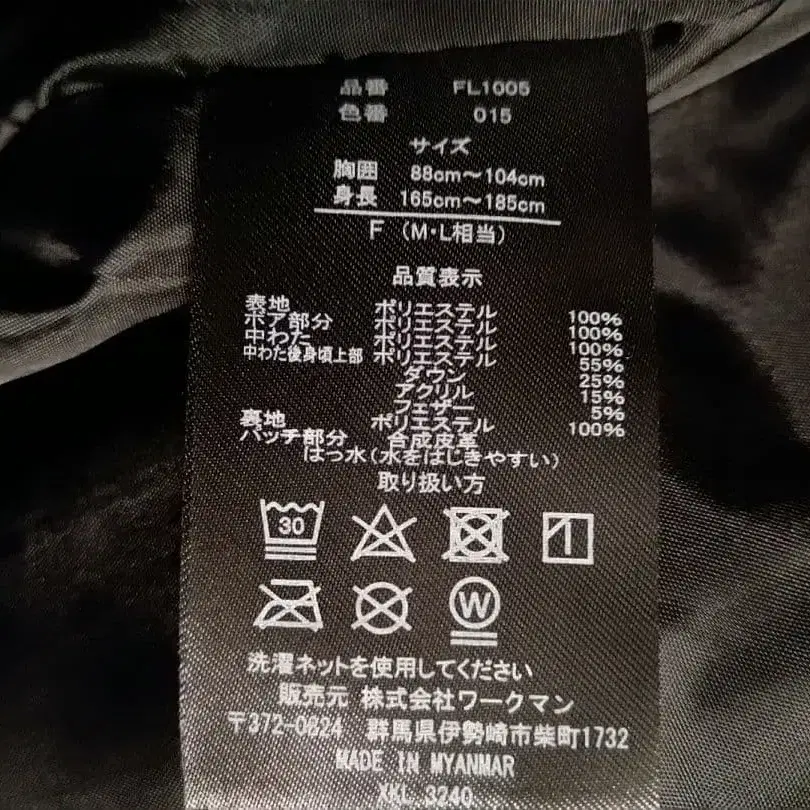 品番 FL1005
色番 015
サイズ
胸囲 88cm〜104cm
身長 165cm〜185cm
F (M・L相当)
品質表示
表地 ポリエステル 100%
ボア部分 ポリエステル 100%
中わた ポリエステル 100%
中わた後身頃上部 ポリエステル 55%
ダウン 25%
アクリル 15%
フェザー 5%
裏地 ポリエステル 100%
パッチ部分 合成皮革
はっ水(水をはじきやすい)
取り扱い方
30
W
洗濯ネットを使用してください
販売元 株式会社ワークマン
〒372-0824 群馬県伊勢崎市柴町1732
MADE IN MYANMAR
XKL 3240